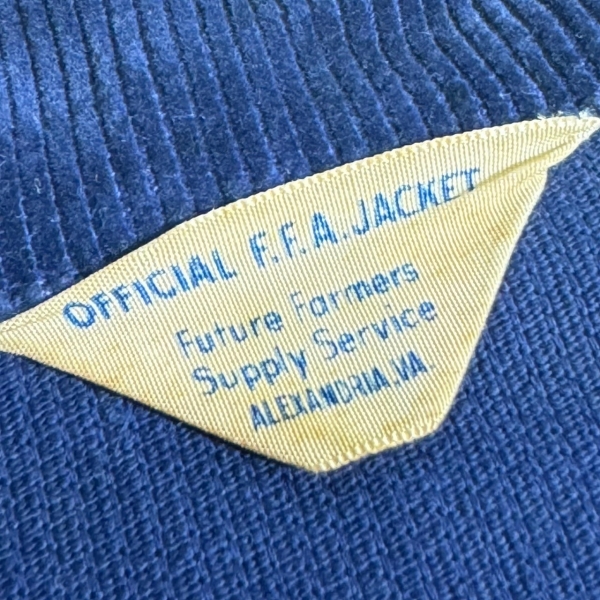 OFFICIAL F.F.A. JACKET
Future Farmers
Supply Service
ALEXANDRIA, VA.